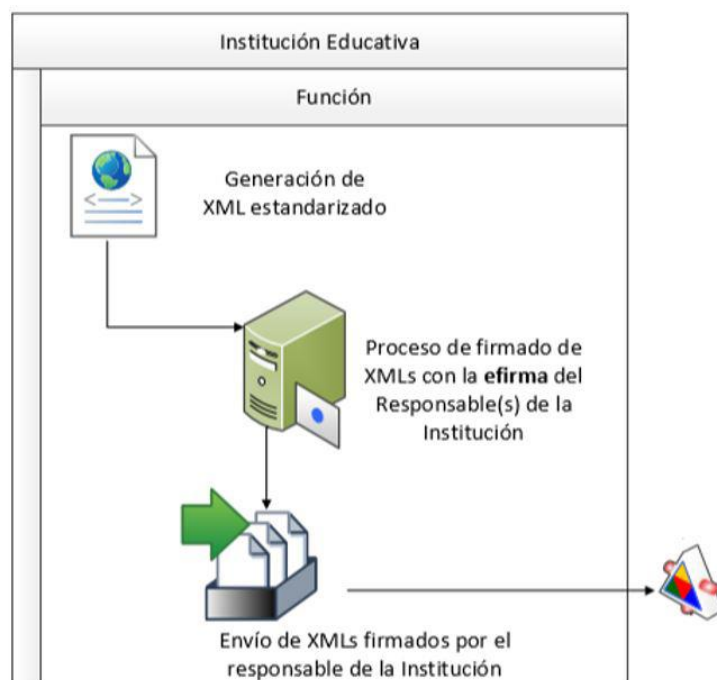 Institución Educativa
Función
Generación de
XML estandarizado
Proceso de firmado de
XMLs con la efirma del
Responsable(s) de la
Institución
Envío de XMLs firmados por el
responsable de la Institución